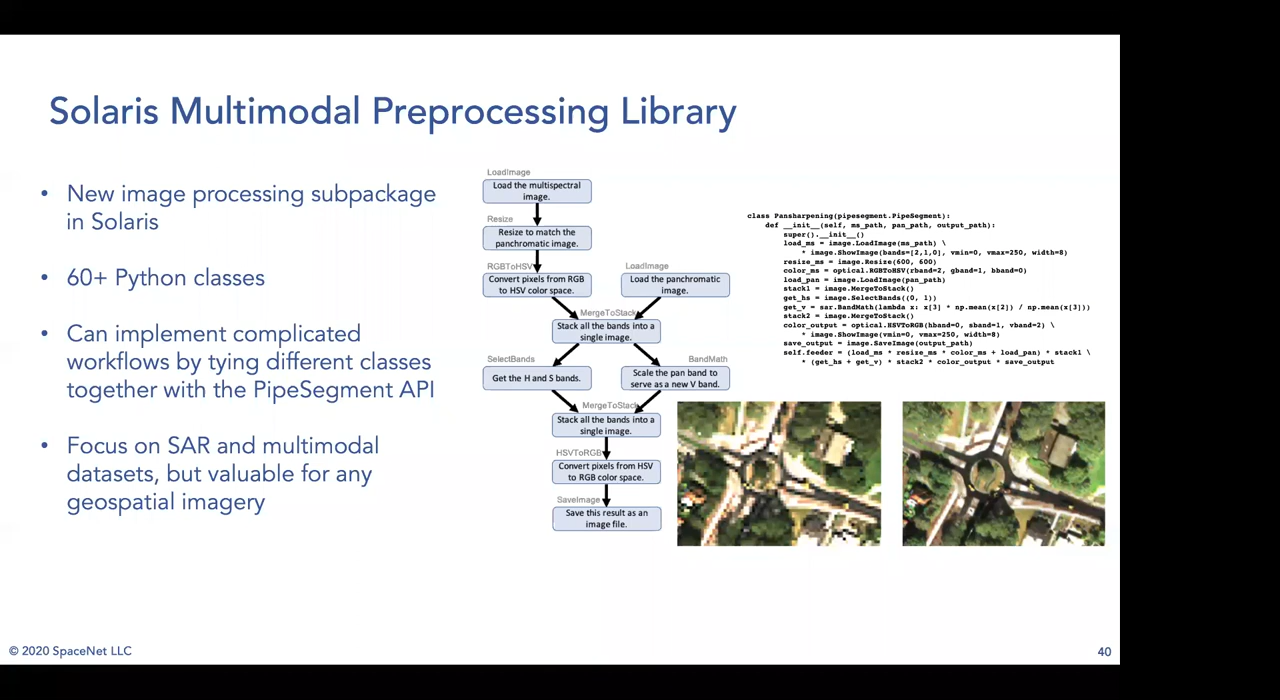 Solaris Multimodal Preprocessing Library
• New image processing subpackage
in Solaris
• 60+ Python classes
• Can implement complicated
workflows by tying different classes
together with the PipeSegment API
• Focus on SAR and multimodal
datasets, but valuable for any
geospatial imagery
LoadImage
Load the multispectral
image.
Resize
Resize to match the
panchromatic image.
RGBToHSV
Convert pixels from RGB
to HSV color space.
LoadImage
Load the panchromatic
image.
MergeToStack
Stack all the bands into a
single image.
SelectBands
Get the H and S bands.
BandMath
Scale the pan band to
serve as a new V band.
MergeToStack
Stack all the bands into a
single image.
HSVToRGB
Convert pixels from HSV
to RGB color space.
SaveImage
Save this result as an
image file.
class Pansharpening(pipesegment.PipeSegment):
def __init__(self, ms_path, pan_path, output_path):
super().__init__()
load_ms = image.LoadImage(ms_path) \
* image.ShowImage(bands=[2,1,0], vmin=0, vmax=250, width=8)
resize_ms = image.Resize(600, 600)
color_ms = optical.RGBToHSV(rband=2, gband=1, bband=0)
load_pan = image.LoadImage(pan_path)
stack1 = image.MergeToStack()
get_hs = image.SelectBands((0, 1))
get_v = sar.BandMath(lambda x: x[3] * np.mean(x[2]) / np.mean(x[3]))
stack2 = image.MergeToStack()
color_output = optical.HSVToRGB(hband=0, sband=1, vband=2) \
* image.ShowImage(vmin=0, vmax=250, width=8)
save_output = image.SaveImage(output_path)
self.feeder = (load_ms * resize_ms * color_ms + load_pan) * stack1 \
* (get_hs + get_v) * stack2 * color_output * save_output
© 2020 SpaceNet LLC
40